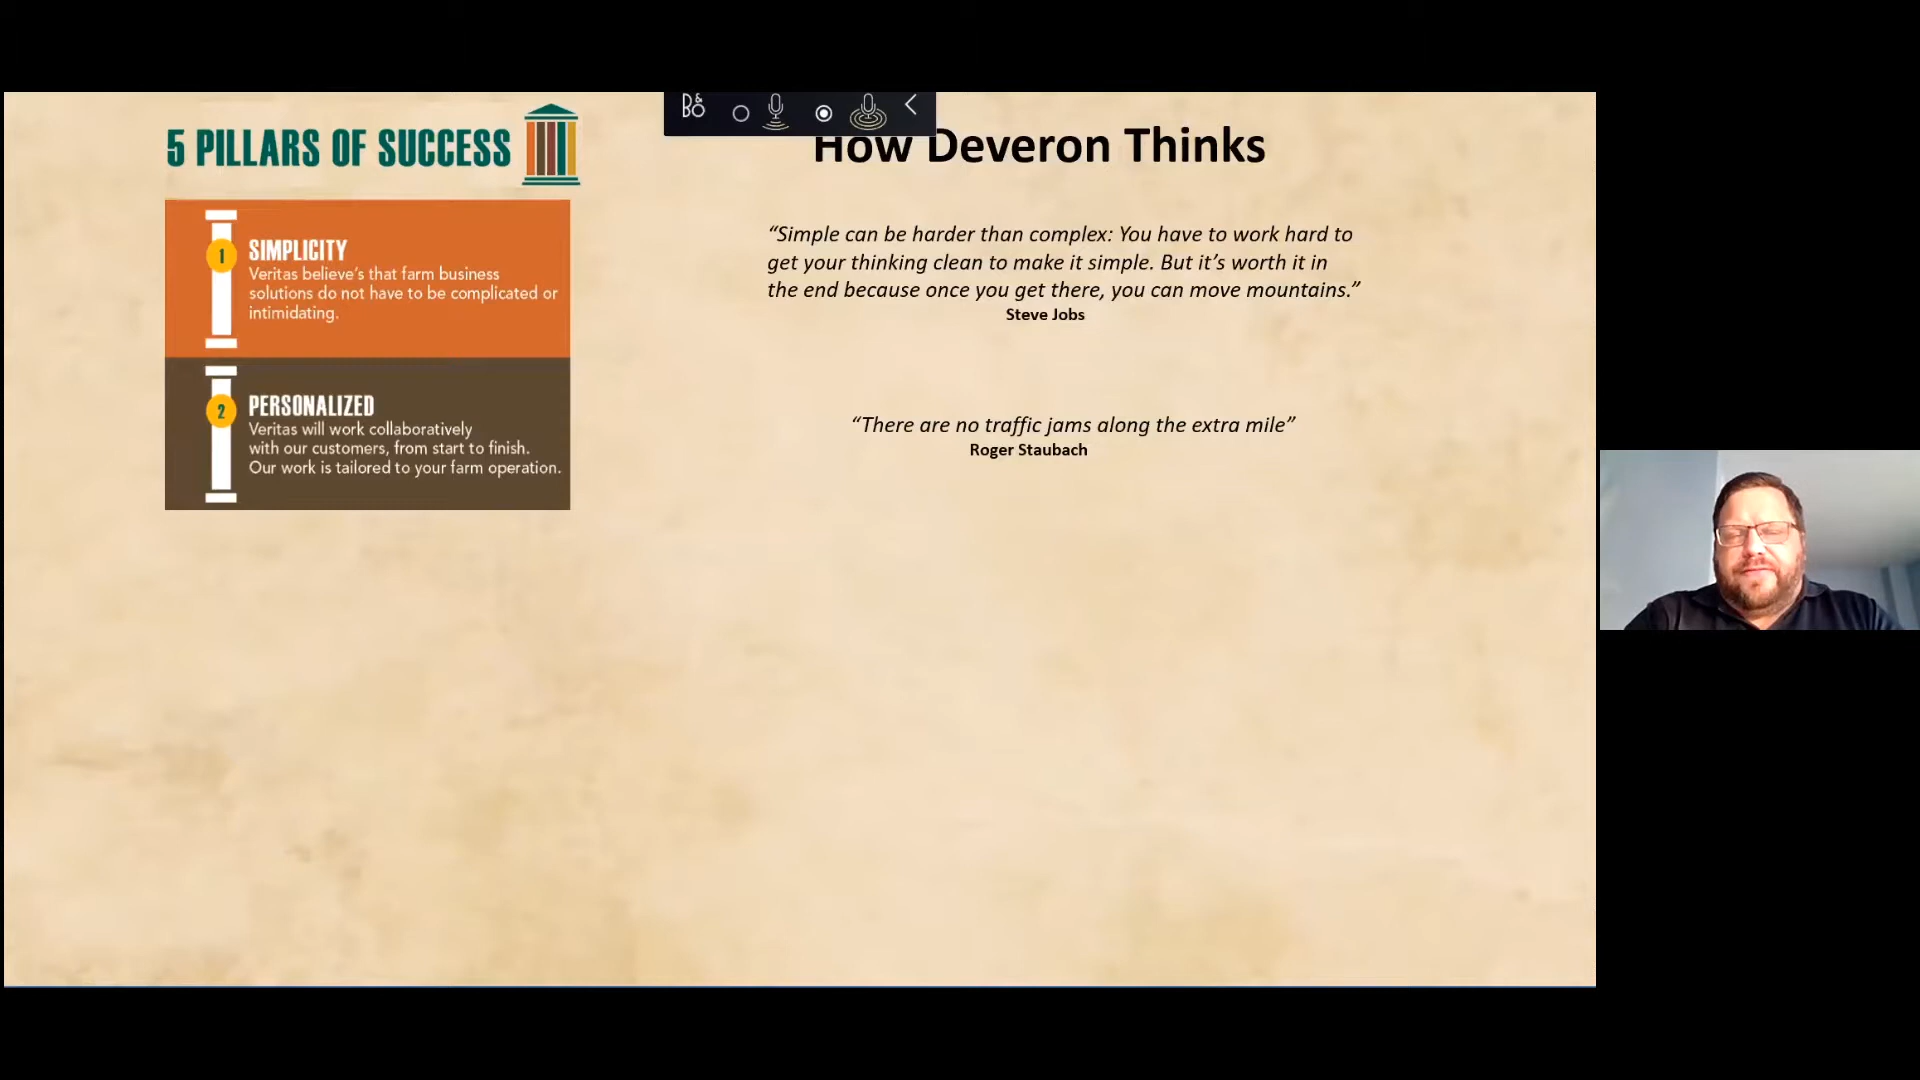 5 PILLARS OF SUCCESS
1
SIMPLICITY
Veritas believe's that farm business
solutions do not have to be complicated or
intimidating.
2
PERSONALIZED
Veritas will work collaboratively
with our customers, from start to finish.
Our work is tailored to your farm operation.
B&O
How Deveron Thinks
“Simple can be harder than complex: You have to work hard to
get your thinking clean to make it simple. But it’s worth it in
the end because once you get there, you can move mountains.”
Steve Jobs
“There are no traffic jams along the extra mile”
Roger Staubach